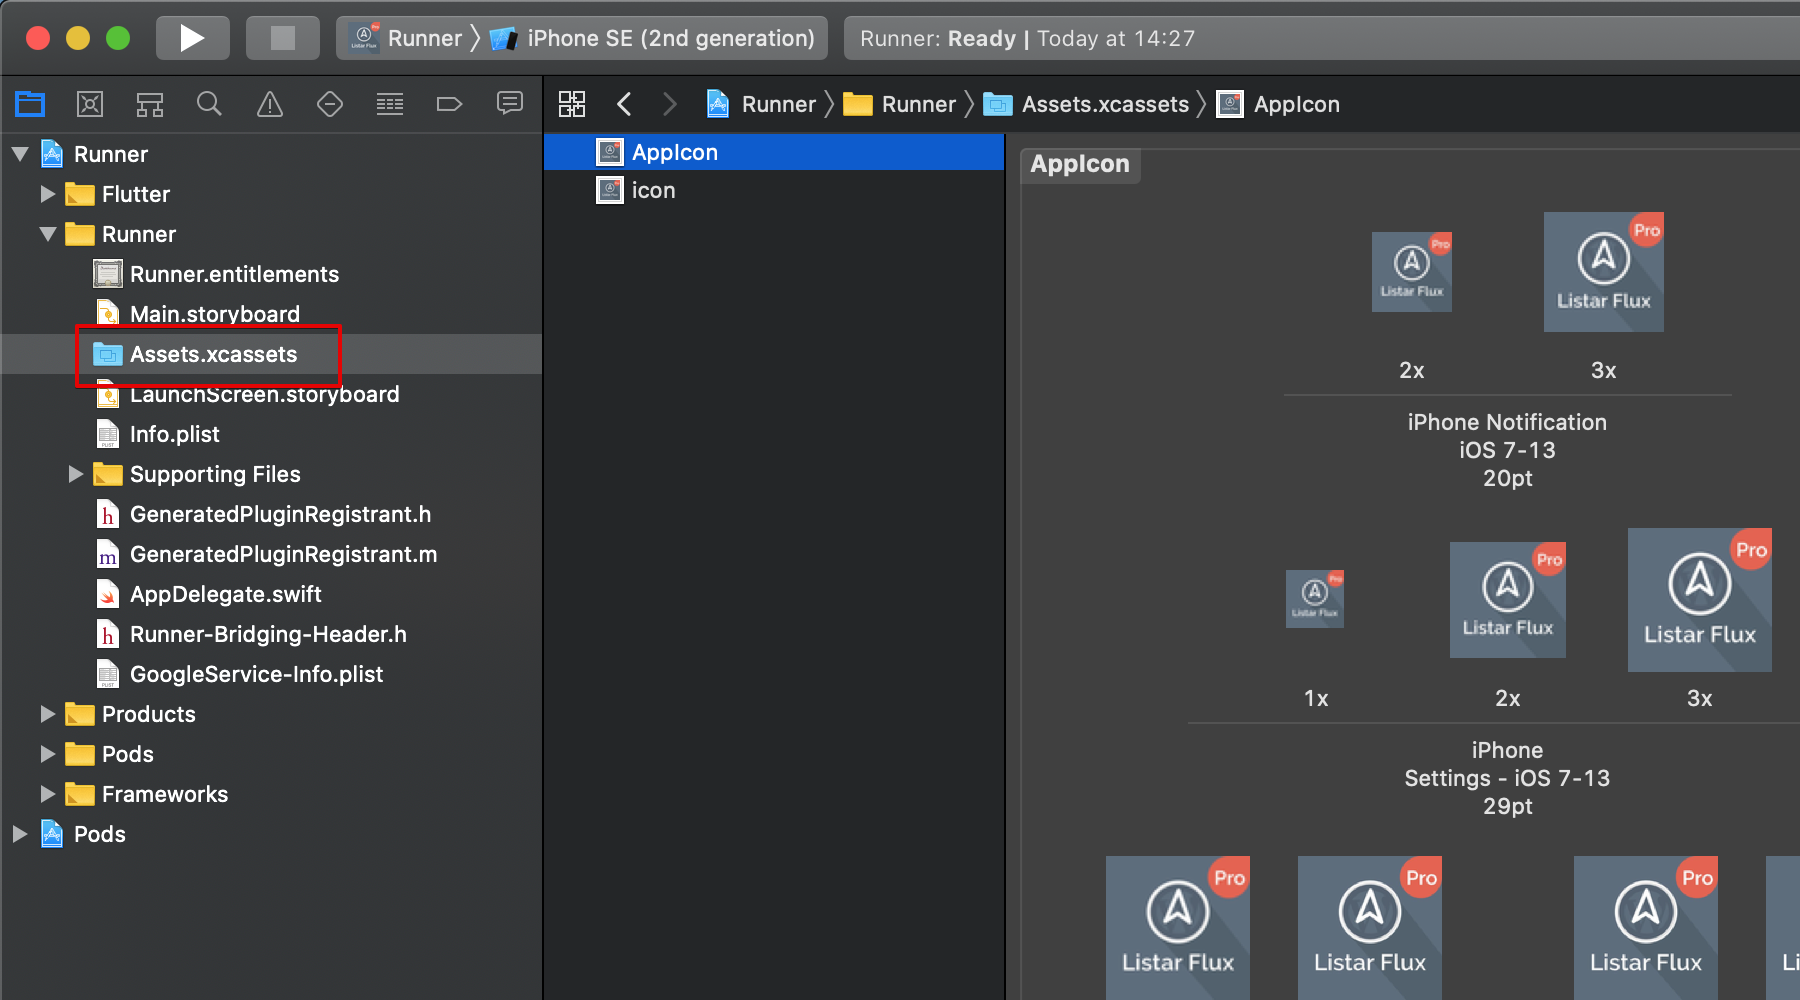 Runner
iPhone SE (2nd generation)
Runner: Ready | Today at 14:27
Runner
Runner
Assets.xcassets
AppIcon
Runner
Flutter
Runner
Runner.entitlements
Main.storyboard
Assets.xcassets
LaunchScreen.storyboard
Info.plist
Supporting Files
h GeneratedPluginRegistrant.h
m GeneratedPluginRegistrant.m
AppDelegate.swift
h Runner-Bridging-Header.h
GoogleService-Info.plist
Products
Pods
Frameworks
Pods
AppIcon
icon
AppIcon
Pro
Listar Flux
Pro
Listar Flux
2x
3x
iPhone Notification
iOS 7-13
20pt
Pro
Listar Flux
Pro
Listar Flux
Pro
Listar Flux
1x
2x
3x
iPhone
Settings - iOS 7-13
29pt
Pro
Listar Flux
Pro
Listar Flux
Pro
Listar Flux
Li